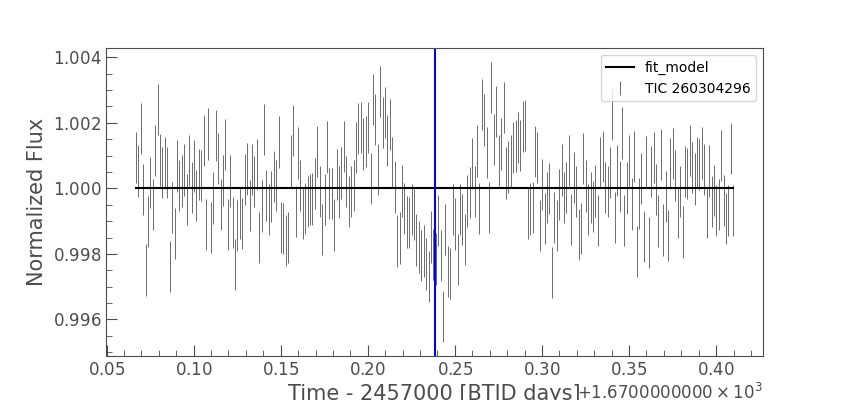 1.004
1.002
1.000
0.998
0.996
Normalized Flux
fit_model
TIC 260304296
0.05 0.10 0.15 0.20 0.25 0.30 0.35 0.40
Time - 2457000 [BTJD days]
+1.6700000000×10³